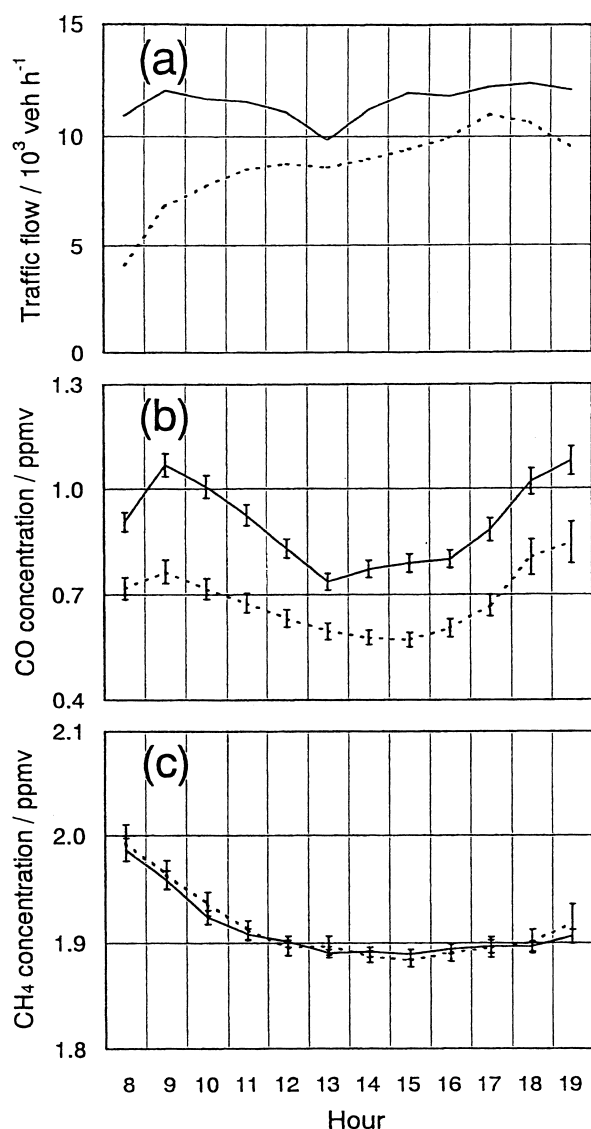 15
10
5
0
Traffic flow / 10³ veh h⁻¹
(a)
1.3
1.0
0.7
0.4
CO concentration / ppmv
(b)
2.1
2.0
1.9
1.8
CH₄ concentration / ppmv
(c)
8 9 10 11 12 13 14 15 16 17 18 19
Hour